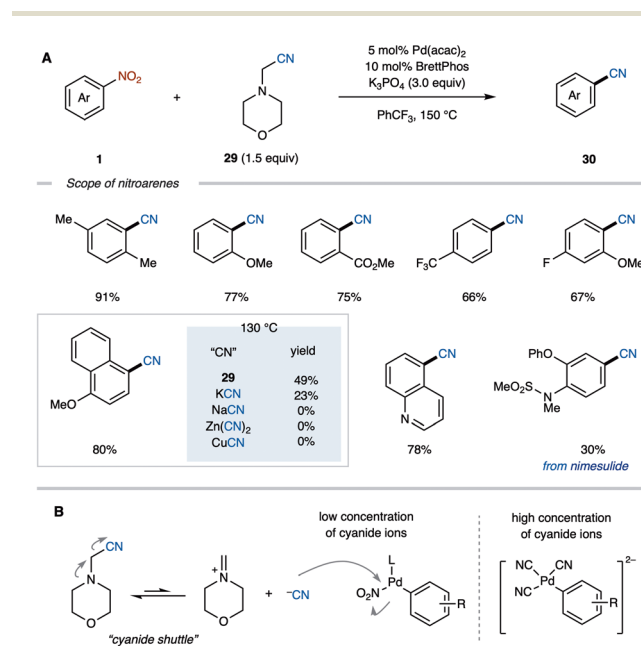 A
NO₂
Ar
1
+
CN
N
O
29 (1.5 equiv)
5 mol% Pd(acac)₂
10 mol% BrettPhos
K₃PO₄ (3.0 equiv)
PhCF₃, 150 °C
CN
Ar
30
Scope of nitroarenes
Me
CN
Me
91%
CN
OMe
77%
CN
CO₂Me
75%
CN
F₃C
66%
CN
F
OMe
67%
CN
MeO
80%
130 °C
"CN" yield
29 49%
KCN 23%
NaCN 0%
Zn(CN)₂ 0%
CuCN 0%
CN
N
78%
PhO
CN
MeO₂S
N
Me
30%
from nimesulide
B
CN
N
O
"cyanide shuttle"
+
N
O
+ ⁻CN
low concentration
of cyanide ions
L
O₂N Pd
R
high concentration
of cyanide ions
2–
NC CN
Pd
NC
R